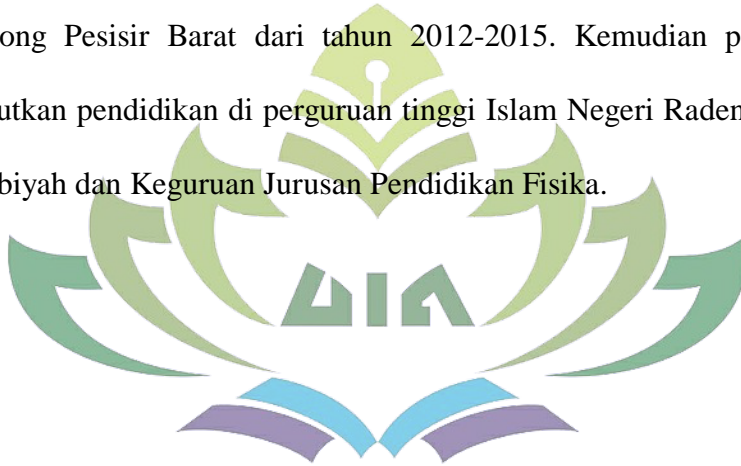 ong Pesisir Barat dari tahun 2012-2015. Kemudian p
utkan pendidikan di perguruan tinggi Islam Negeri Raden
biyah dan Keguruan Jurusan Pendidikan Fisika.
UIN